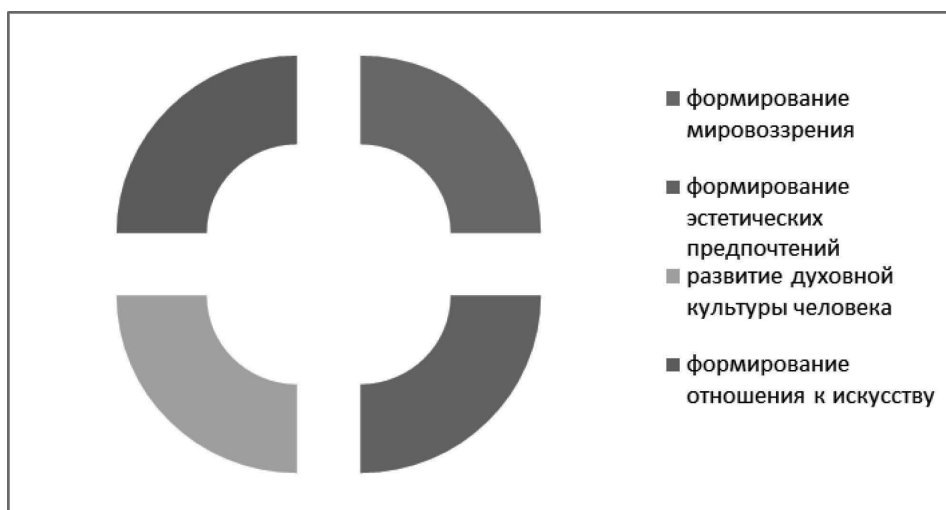 формирование
мировоззрения
формирование
эстетических
предпочтений
развитие духовной
культуры человека
формирование
отношения к искусству